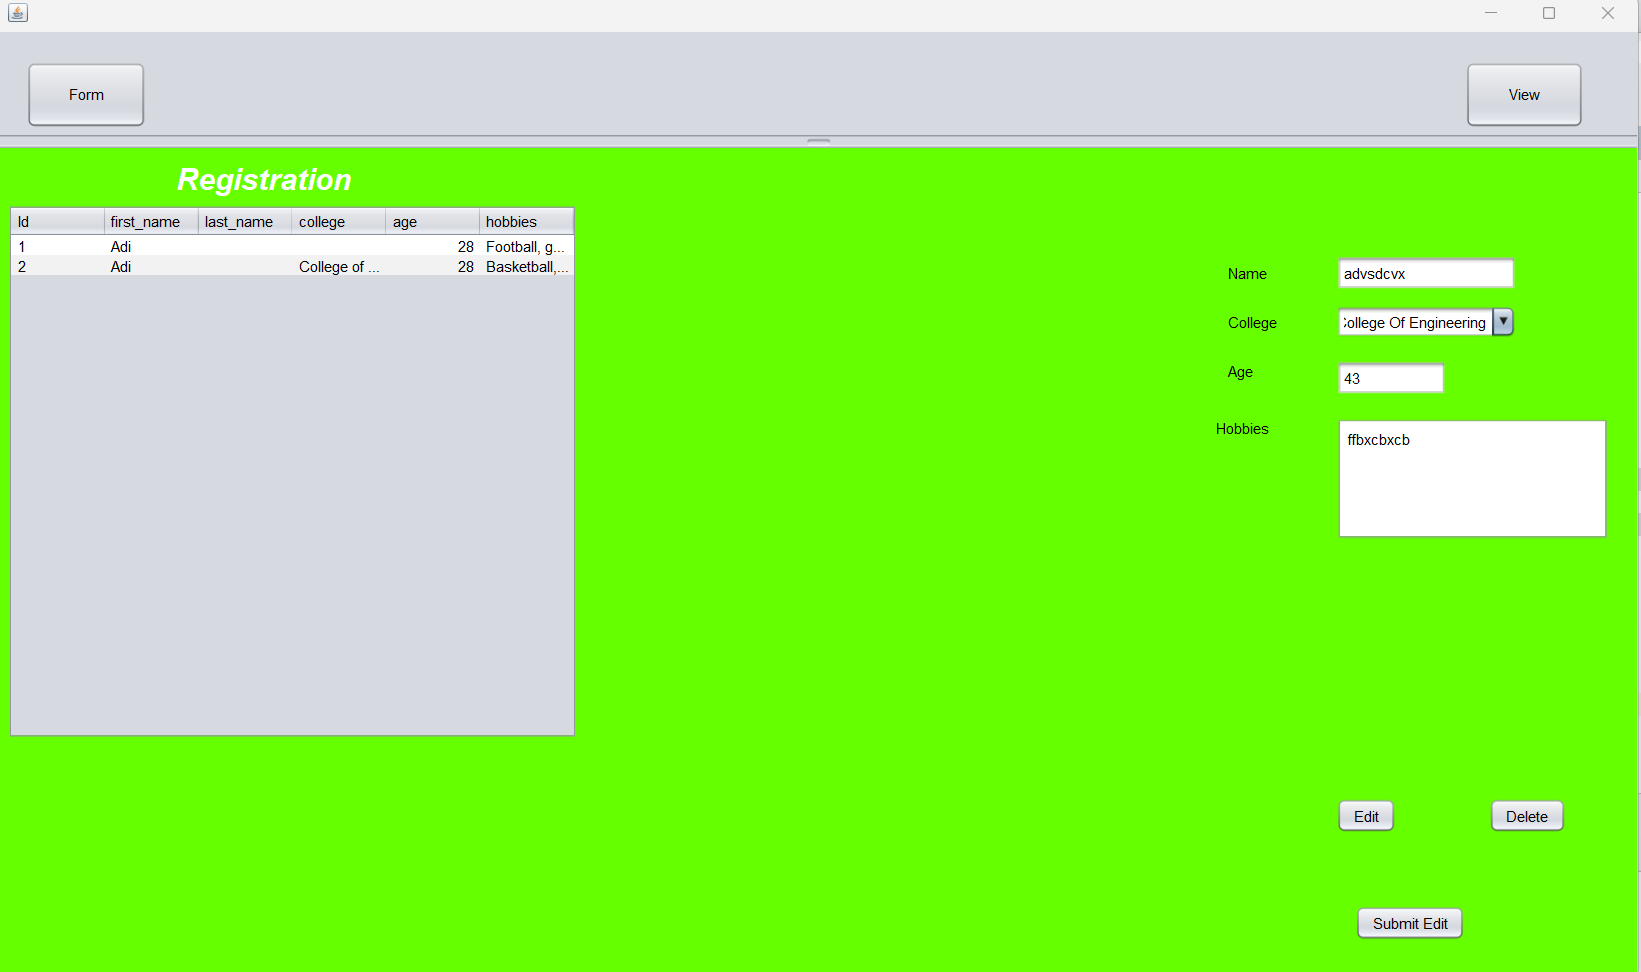 Form
View
Registration
Id first_name last_name college age hobbies
1 Adi 28 Football, g...
2 Adi College of ... 28 Basketball,...
Name advsdcvx
College College Of Engineering
Age 43
Hobbies
ffbxcbxcb
Edit Delete
Submit Edit